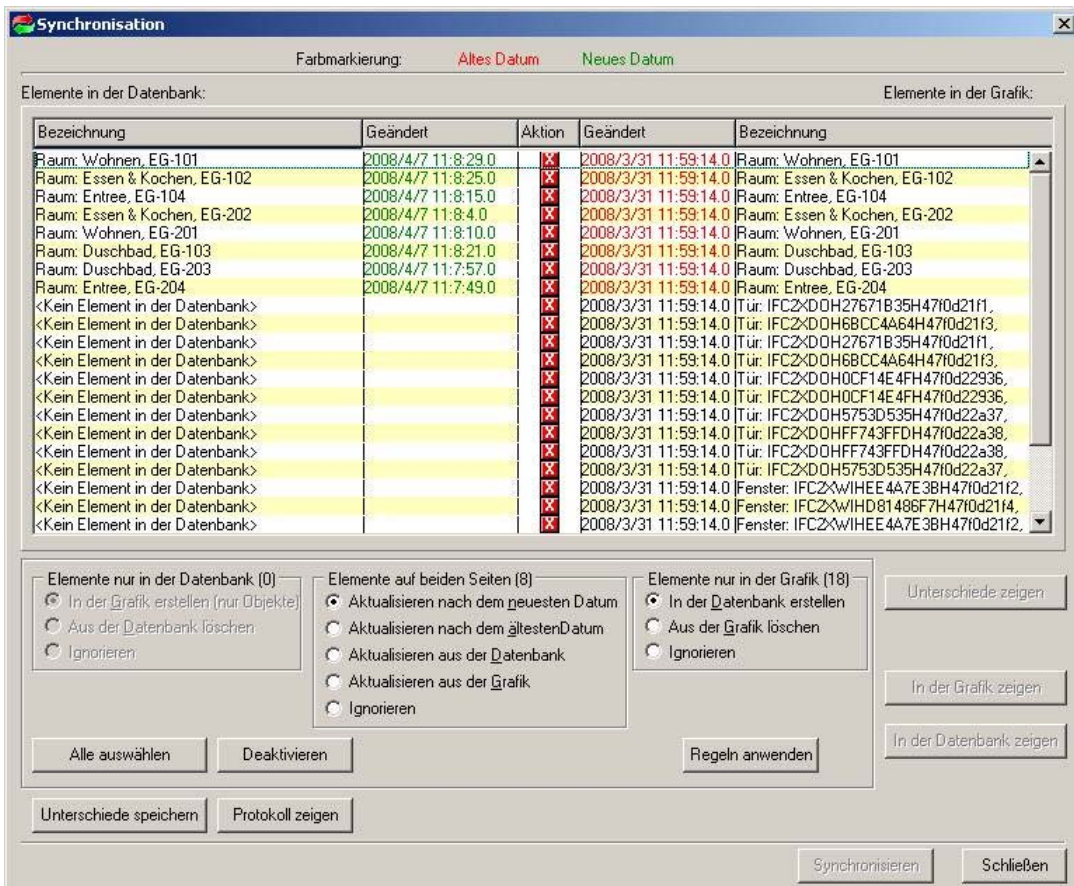 Synchronisation
Farbmarkierung: Altes Datum Neues Datum
Elemente in der Datenbank: Elemente in der Grafik:
Bezeichnung Geändert Aktion Geändert Bezeichnung
Raum: Wohnen, EG-101 2008/4/7 11:8:29.0 X 2008/3/31 11:59:14.0 Raum: Wohnen, EG-101
Raum: Essen & Kochen, EG-102 2008/4/7 11:8:25.0 X 2008/3/31 11:59:14.0 Raum: Essen & Kochen, EG-102
Raum: Entree, EG-104 2008/4/7 11:8:15.0 X 2008/3/31 11:59:14.0 Raum: Entree, EG-104
Raum: Essen & Kochen, EG-202 2008/4/7 11:8:4.0 X 2008/3/31 11:59:14.0 Raum: Essen & Kochen, EG-202
Raum: Wohnen, EG-201 2008/4/7 11:8:10.0 X 2008/3/31 11:59:14.0 Raum: Wohnen, EG-201
Raum: Duschbad, EG-103 2008/4/7 11:8:21.0 X 2008/3/31 11:59:14.0 Raum: Duschbad, EG-103
Raum: Duschbad, EG-203 2008/4/7 11:7:57.0 X 2008/3/31 11:59:14.0 Raum: Duschbad, EG-203
Raum: Entree, EG-204 2008/4/7 11:7:49.0 X 2008/3/31 11:59:14.0 Raum: Entree, EG-204
<Kein Element in der Datenbank> X 2008/3/31 11:59:14.0 Tür: IFC2XDOH27671B35H47f0d21f1,
<Kein Element in der Datenbank> X 2008/3/31 11:59:14.0 Tür: IFC2XDOH6BCC4A64H47f0d21f3,
<Kein Element in der Datenbank> X 2008/3/31 11:59:14.0 Tür: IFC2XDOH27671B35H47f0d21f1,
<Kein Element in der Datenbank> X 2008/3/31 11:59:14.0 Tür: IFC2XDOH6BCC4A64H47f0d21f3,
<Kein Element in der Datenbank> X 2008/3/31 11:59:14.0 Tür: IFC2XDOH0CF14E4FH47f0d22936,
<Kein Element in der Datenbank> X 2008/3/31 11:59:14.0 Tür: IFC2XDOH0CF14E4FH47f0d22936,
<Kein Element in der Datenbank> X 2008/3/31 11:59:14.0 Tür: IFC2XDOH5753D535H47f0d22a37,
<Kein Element in der Datenbank> X 2008/3/31 11:59:14.0 Tür: IFC2XDOHFF743FFDH47f0d22a38,
<Kein Element in der Datenbank> X 2008/3/31 11:59:14.0 Tür: IFC2XDOHFF743FFDH47f0d22a38,
<Kein Element in der Datenbank> X 2008/3/31 11:59:14.0 Tür: IFC2XDOH5753D535H47f0d22a37,
<Kein Element in der Datenbank> X 2008/3/31 11:59:14.0 Fenster: IFC2XWIHEE4A7E3BH47f0d21f2,
<Kein Element in der Datenbank> X 2008/3/31 11:59:14.0 Fenster: IFC2XWIHD81486F7H47f0d21f4,
<Kein Element in der Datenbank> X 2008/3/31 11:59:14.0 Fenster: IFC2XWIHEE4A7E3BH47f0d21f2,
Elemente nur in der Datenbank (0)
In der Grafik erstellen (nur Objekte)
Aus der Datenbank löschen
Ignorieren
Elemente auf beiden Seiten (8)
Aktualisieren nach dem neuesten Datum
Aktualisieren nach dem ältestenDatum
Aktualisieren aus der Datenbank
Aktualisieren aus der Grafik
Ignorieren
Elemente nur in der Grafik (18)
In der Datenbank erstellen
Aus der Grafik löschen
Ignorieren
Unterschiede zeigen
In der Grafik zeigen
In der Datenbank zeigen
Alle auswählen Deaktivieren Regeln anwenden
Unterschiede speichern Protokoll zeigen
Synchronisieren Schließen